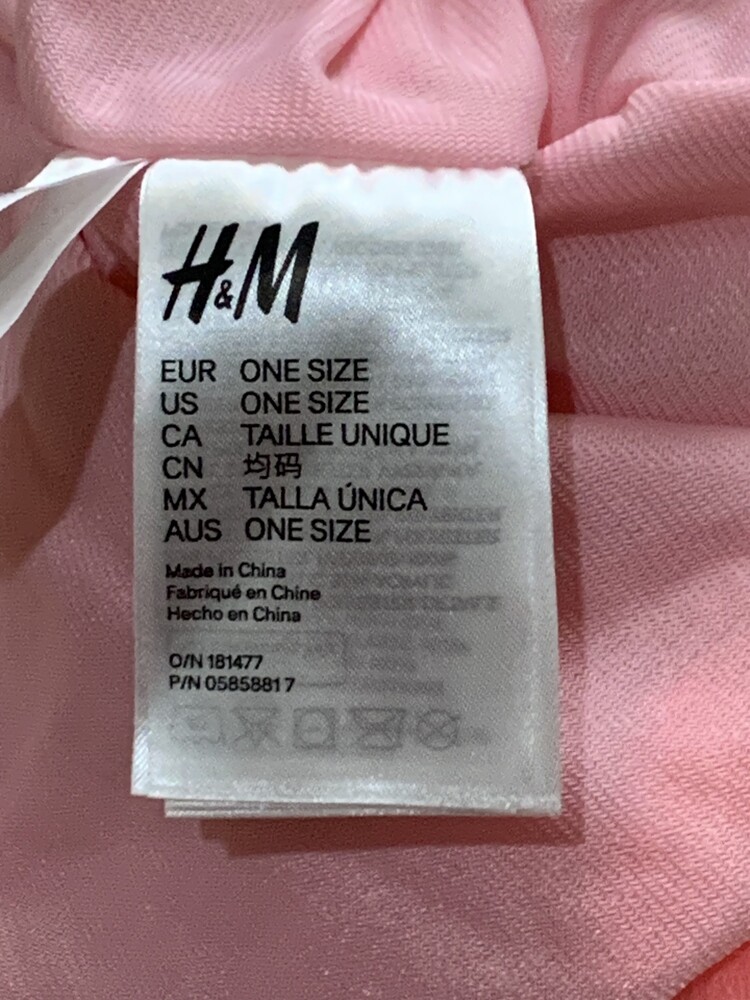 H&M
EUR ONE SIZE
US ONE SIZE
CA TAILLE UNIQUE
CN 均码
MX TALLA ÚNICA
AUS ONE SIZE
Made in China
Fabriqué en Chine
Hecho en China
O/N 181477
P/N 05858817